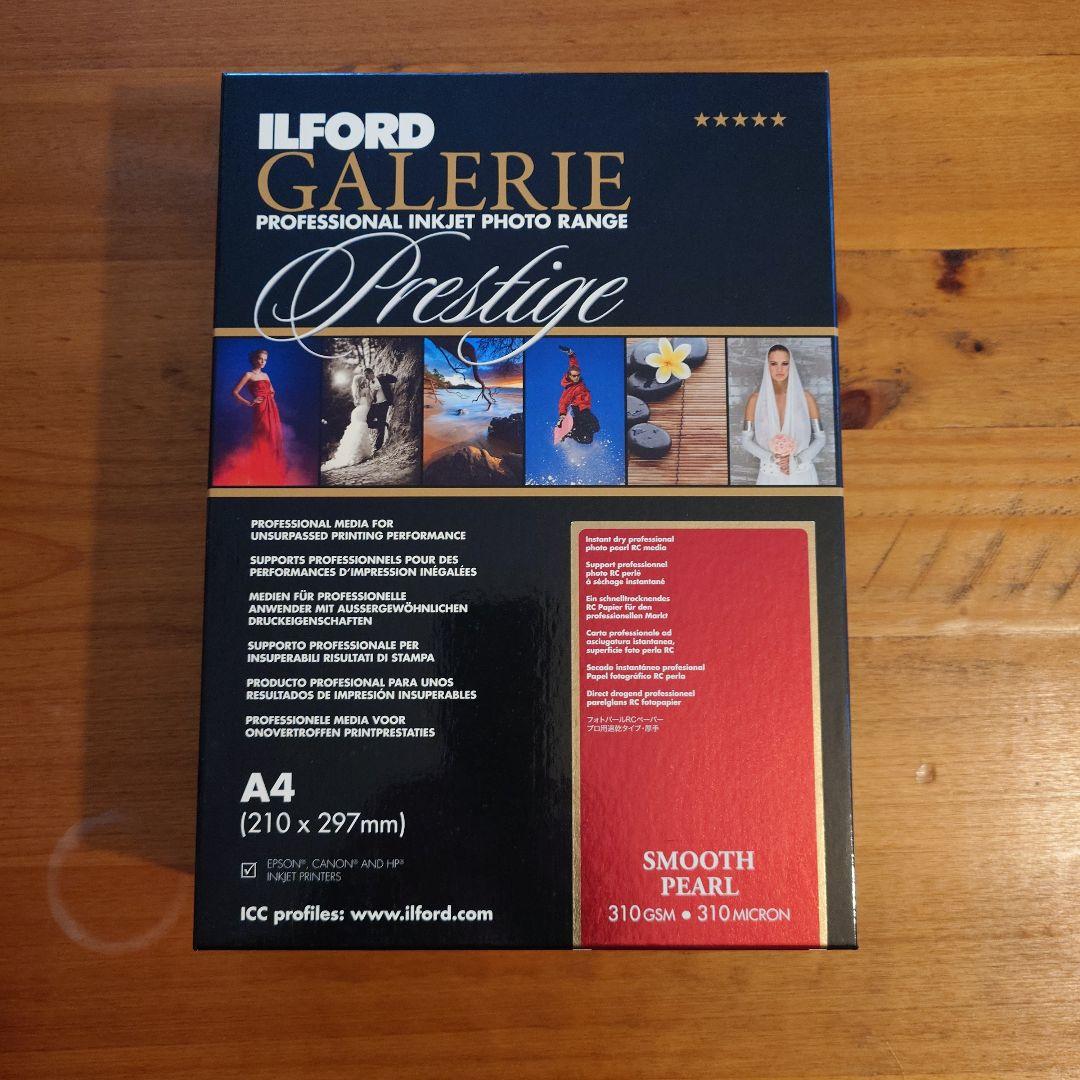 ILFORD
GALERIE
PROFESSIONAL INKJET PHOTO RANGE
Prestige
PROFESSIONAL MEDIA FOR
UNSURPASSED PRINTING PERFORMANCE
SUPPORTS PROFESSIONNELS POUR DES
PERFORMANCES D'IMPRESSION INÉGALÉES
MEDIEN FÜR PROFESSIONELLE
ANWENDER MIT AUSSERGEWÖHNLICHEN
DRUCKEIGENSCHAFTEN
SUPPORTO PROFESSIONALE PER
INSUPERABILI RISULTATI DI STAMPA
PRODUCTO PROFESIONAL PARA UNOS
RESULTADOS DE IMPRESIÓN INSUPERABLES
PROFESSIONELE MEDIA VOOR
ONOVERTROFFEN PRINTPRESTATIES
A4
(210 x 297mm)
EPSON®, CANON® AND HP®
INKJET PRINTERS
ICC profiles: www.ilford.com
Instant dry professional
photo pearl RC media
Support professionnel
photo RC perlé
à séchage instantané
Ein schnelltrocknendes
RC Papier für den
professionellen Markt
Carta professionale ad
asciugatura istantanea,
superficie foto perla RC
Secado instantáneo profesional
Papel fotográfico RC perla
Direct drogend professioneel
parelglans RC fotopapier
フォトパールRCペーパー
プロ用速乾タイプ・厚手
SMOOTH
PEARL
310 GSM • 310 MICRON